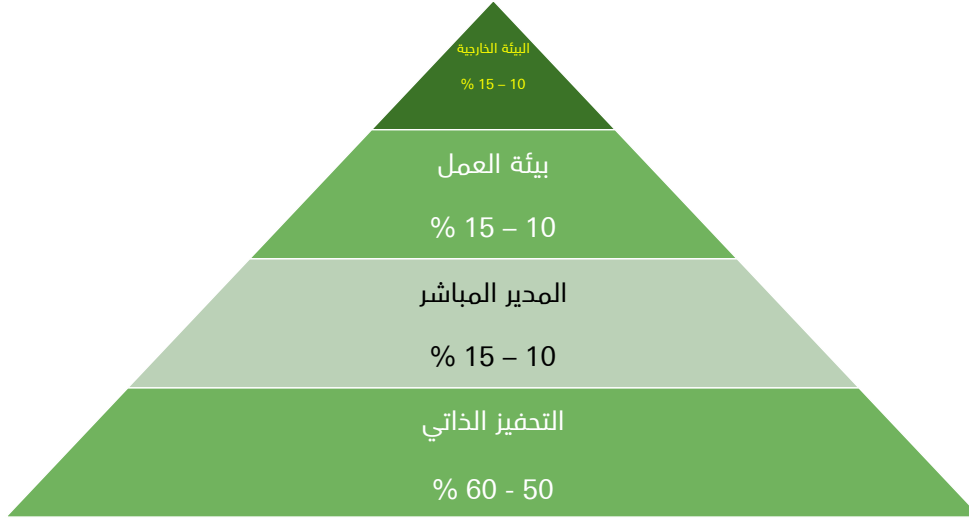 البيئة الخارجية
10 – 15 %
بيئة العمل
10 – 15 %
المدير المباشر
10 – 15 %
التحفيز الذاتي
50 - 60 %